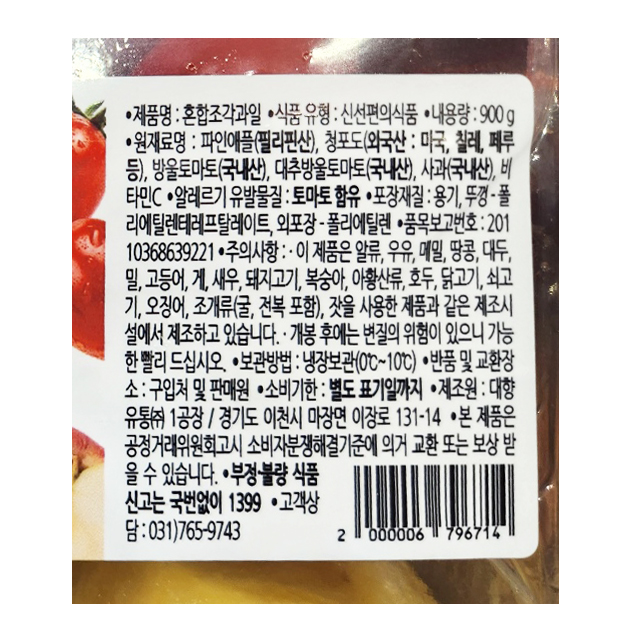 •제품명 : 혼합조각과일 •식품 유형 : 신선편의식품 •내용량 : 900 g
•원재료명 : 파인애플(필리핀산), 청포도(외국산 : 미국, 칠레, 페루
등), 방울토마토(국내산), 대추방울토마토(국내산), 사과(국내산), 비
타민C •알레르기 유발물질 : 토마토 함유 •포장재질 : 용기, 뚜껑 - 폴
리에틸렌테레프탈레이트, 외포장 - 폴리에틸렌 •품목보고번호 : 201
10368639221 •주의사항 : · 이 제품은 알류, 우유, 메밀, 땅콩, 대두,
밀, 고등어, 게, 새우, 돼지고기, 복숭아, 아황산류, 호두, 닭고기, 쇠고
기, 오징어, 조개류(굴, 전복 포함), 잣을 사용한 제품과 같은 제조시
설에서 제조하고 있습니다. · 개봉 후에는 변질의 위험이 있으니 가능
한 빨리 드십시오. •보관방법 : 냉장보관(0℃~10℃) •반품 및 교환장
소 : 구입처 및 판매원 •소비기한 : 별도 표기일까지 •제조원 : 대향
유통㈜ 1공장 / 경기도 이천시 마장면 이장로 131-14 •본 제품은
공정거래위원회고시 소비자분쟁해결기준에 의거 교환 또는 보상 받
을 수 있습니다. •부정·불량 식품
신고는 국번없이 1399 •고객상
담 : 031)765-9743
2 000006 796714